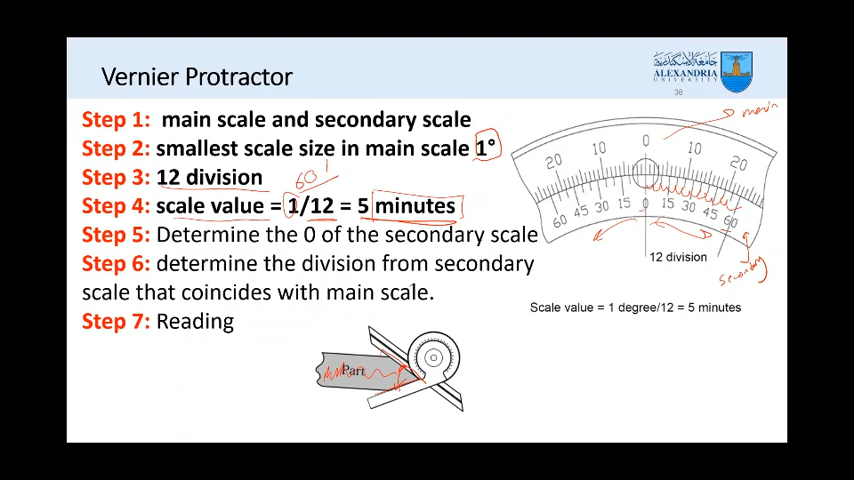 Vernier Protractor
جامعة الإسكندرية
ALEXANDRIA
UNIVERSITY
38
Step 1: main scale and secondary scale
Step 2: smallest scale size in main scale 1°
Step 3: 12 division
60'
Step 4: scale value = 1/12 = 5 minutes
Step 5: Determine the 0 of the secondary scale
Step 6: determine the division from secondary
scale that coincides with main scale.
Step 7: Reading
main
20 10 0 10 20
60 45 30 15 0 15 30 45 60
12 division
secondary
Scale value = 1 degree/12 = 5 minutes
Part